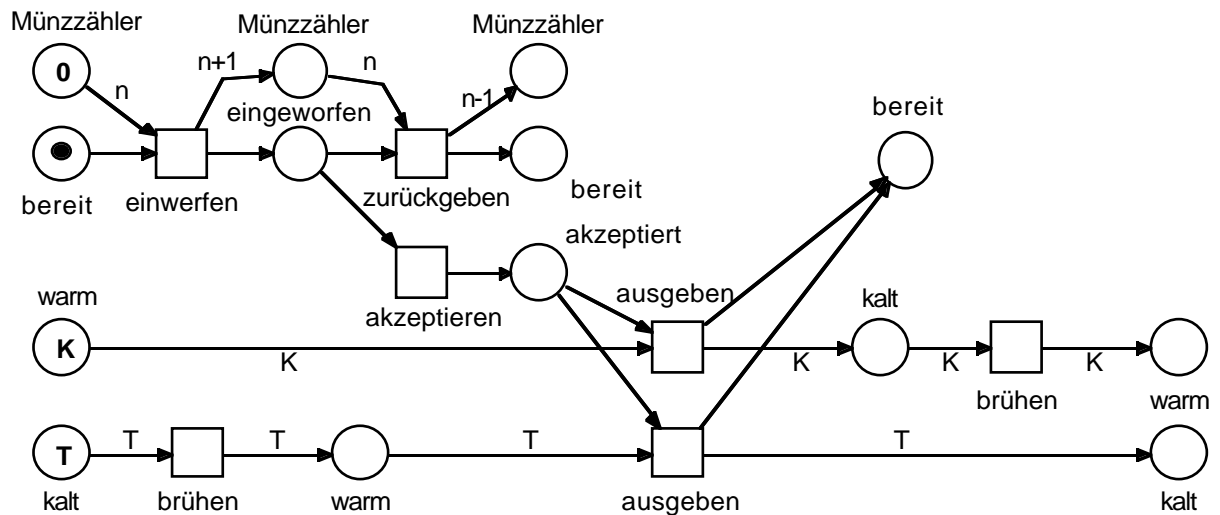 Münzzähler Münzzähler Münzzähler
0 n n+1 n n-1
eingeworfen bereit
bereit einwerfen zurückgeben bereit
akzeptiert
warm akzeptieren ausgeben kalt
K K K K K
brühen warm
T T T T T
kalt brühen warm ausgeben kalt